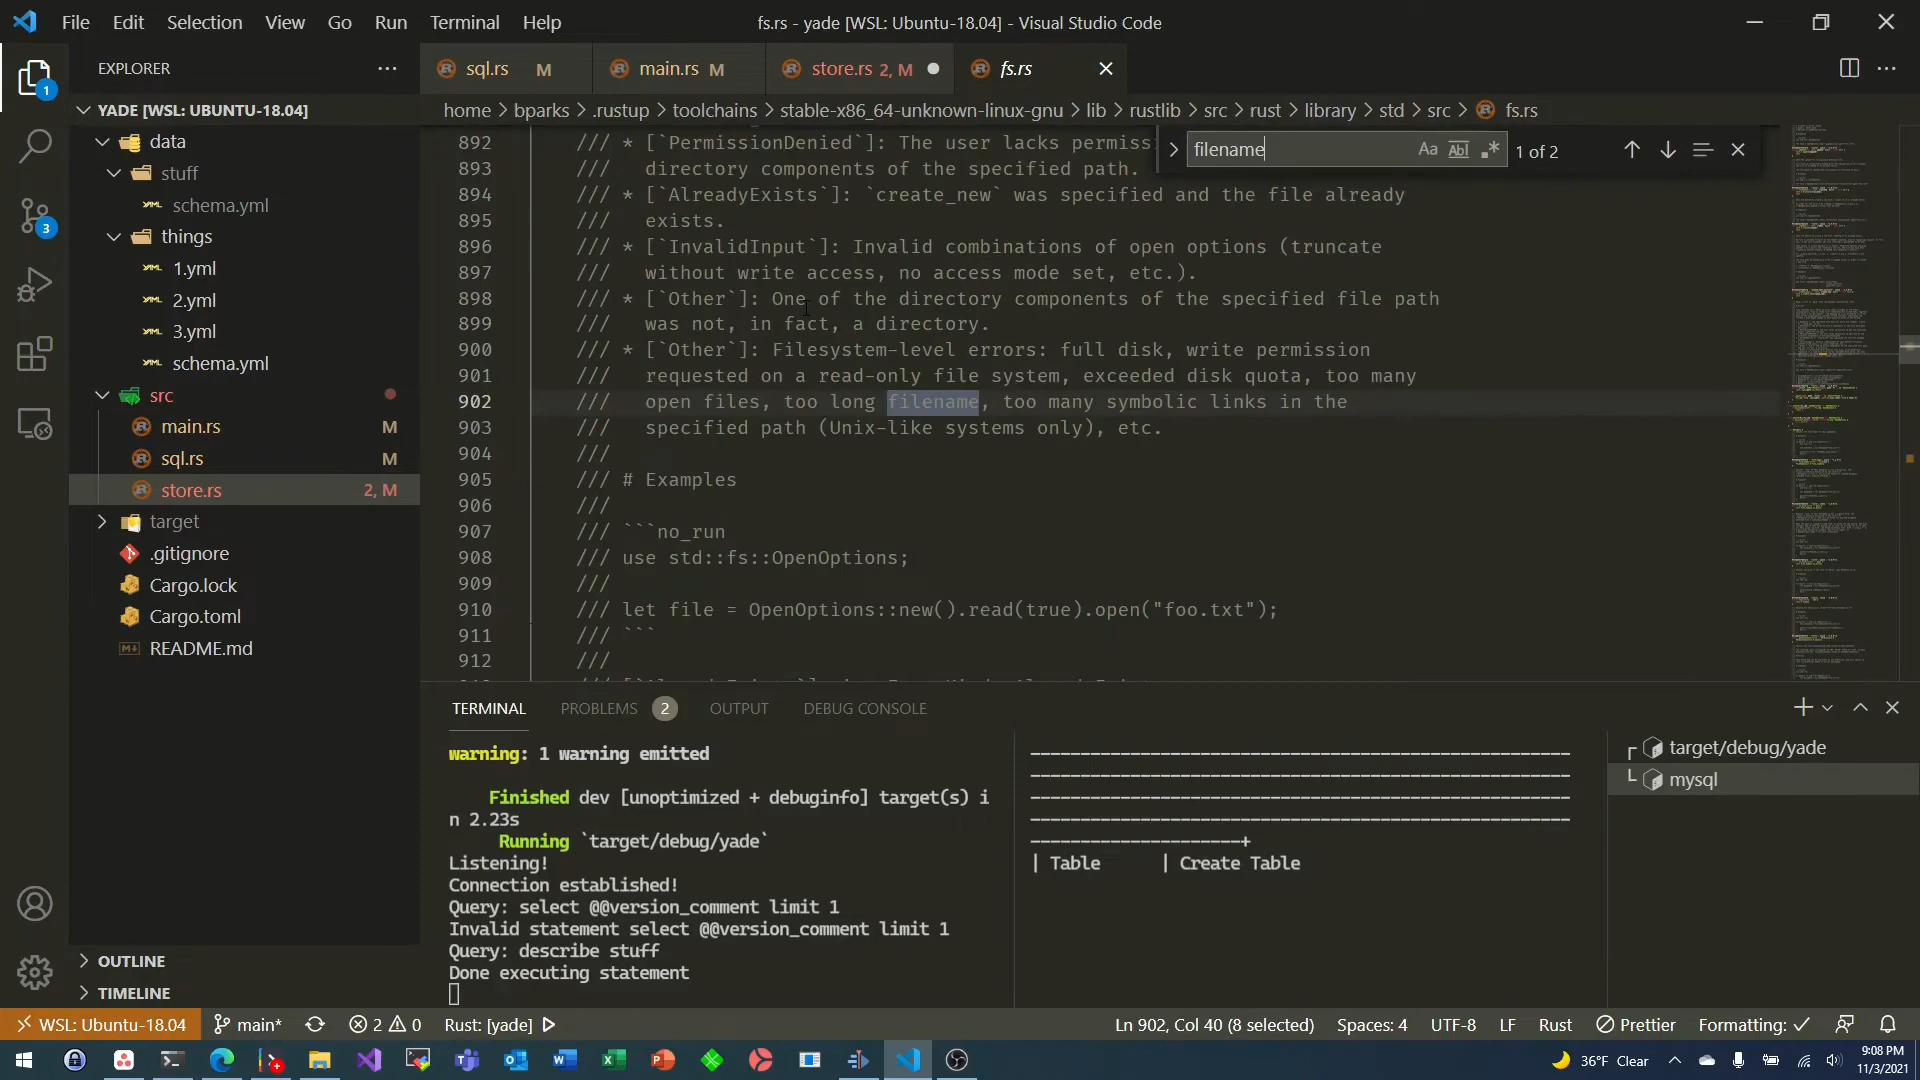 File Edit Selection View Go Run Terminal Help
fs.rs - yade [WSL: Ubuntu-18.04] - Visual Studio Code
EXPLORER
1
3
YADE [WSL: UBUNTU-18.04]
data
stuff
schema.yml
things
1.yml
2.yml
3.yml
schema.yml
src
main.rs M
sql.rs M
store.rs 2, M
target
.gitignore
Cargo.lock
Cargo.toml
README.md
OUTLINE
TIMELINE
sql.rs M
main.rs M
store.rs 2, M
fs.rs
home > bparks > .rustup > toolchains > stable-x86_64-unknown-linux-gnu > lib > rustlib > src > rust > library > std > src > fs.rs
filename
Aa Abl .* 1 of 2
892 /// * [`PermissionDenied`]: The user lacks permissi
893 ///   directory components of the specified path.
894 /// * [`AlreadyExists`]: `create_new` was specified and the file already
895 ///   exists.
896 /// * [`InvalidInput`]: Invalid combinations of open options (truncate
897 ///   without write access, no access mode set, etc.).
898 /// * [`Other`]: One of the directory components of the specified file path
899 ///   was not, in fact, a directory.
900 /// * [`Other`]: Filesystem-level errors: full disk, write permission
901 ///   requested on a read-only file system, exceeded disk quota, too many
902 ///   open files, too long filename, too many symbolic links in the
903 ///   specified path (Unix-like systems only), etc.
904 ///
905 /// # Examples
906 ///
907 /// ```no_run
908 /// use std::fs::OpenOptions;
909 ///
910 /// let file = OpenOptions::new().read(true).open("foo.txt");
911 /// ```
912 ///
TERMINAL PROBLEMS 2 OUTPUT DEBUG CONSOLE
warning: 1 warning emitted
Finished dev [unoptimized + debuginfo] target(s) i
n 2.23s
Running `target/debug/yade`
Listening!
Connection established!
Query: select @@version_comment limit 1
Invalid statement select @@version_comment limit 1
Query: describe stuff
Done executing statement
------------------------------------------------------
------------------------------------------------------
------------------------------------------------------
------------------------------------------------------
---------------------+
| Table | Create Table
target/debug/yade
mysql
WSL: Ubuntu-18.04 main* 2 0 Rust: [yade]
Ln 902, Col 40 (8 selected) Spaces: 4 UTF-8 LF Rust Prettier Formatting: ✓
36°F Clear
9:08 PM
11/3/2021